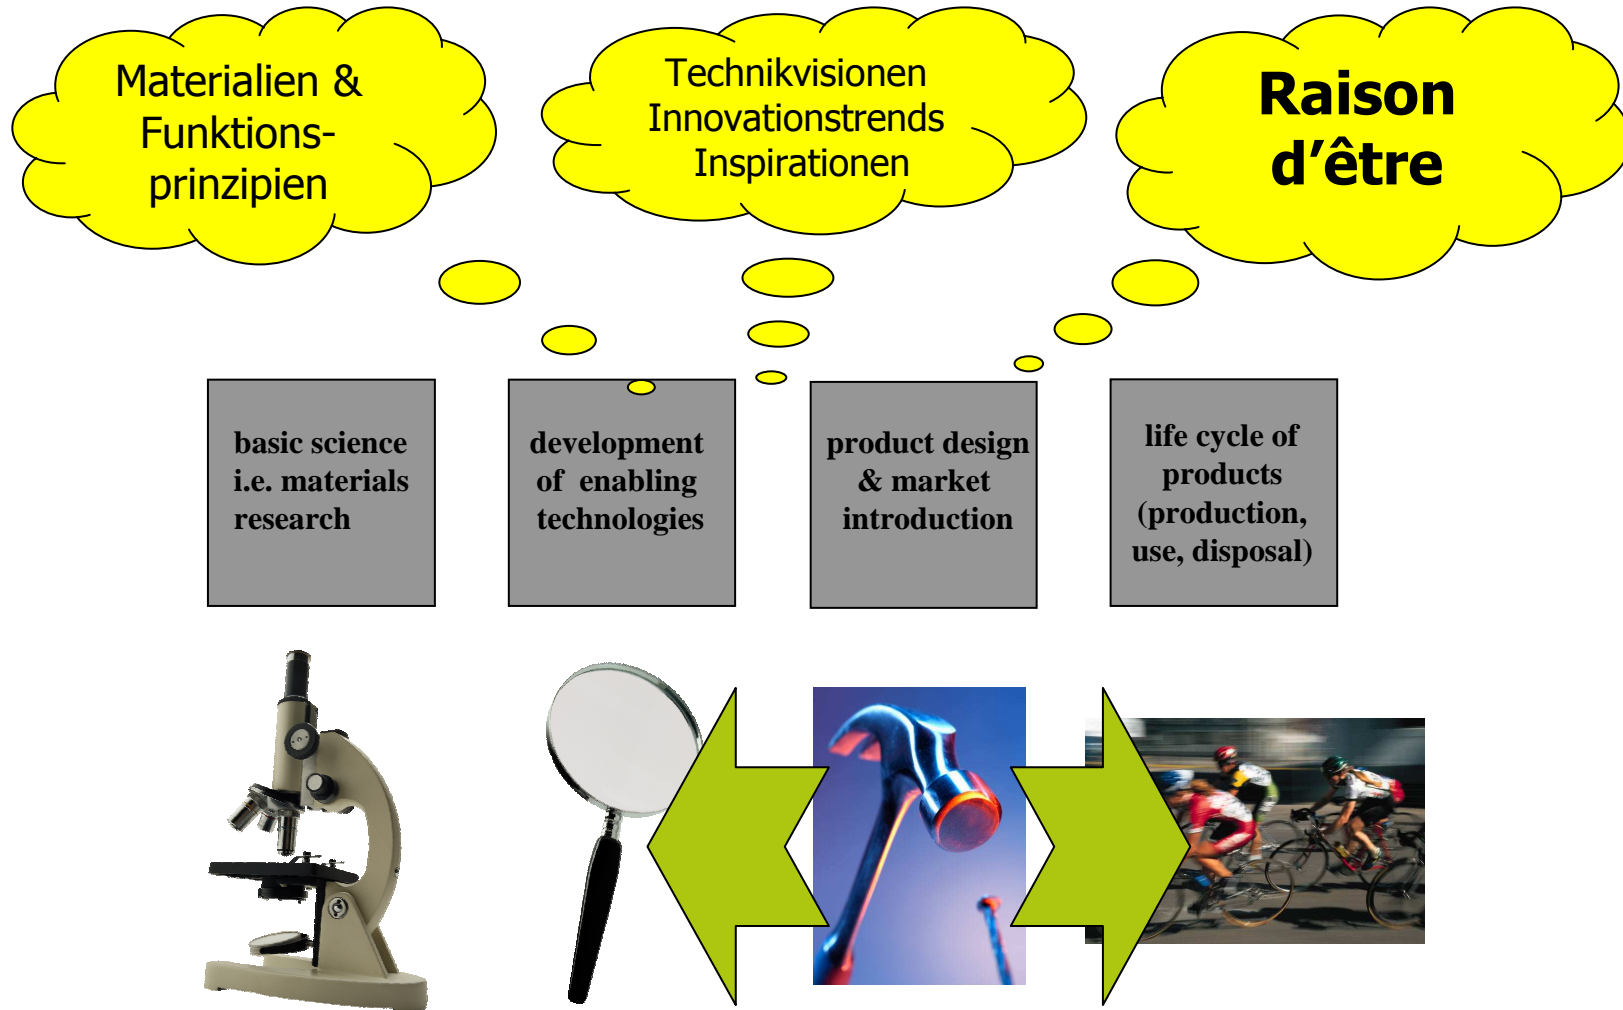 Materialien &
Funktions-
prinzipien
Technikvisionen
Innovationstrends
Inspirationen
Raison
d’être
basic science
i.e. materials
research
development
of enabling
technologies
product design
& market
introduction
life cycle of
products
(production,
use, disposal)